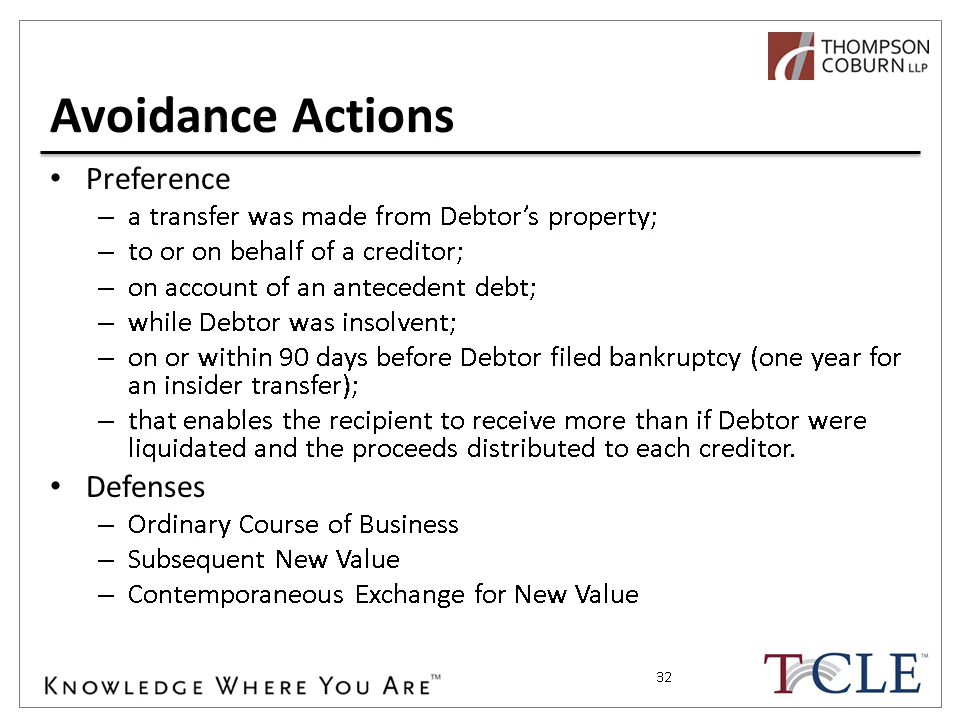 THOMPSON
COBURN LLP
Avoidance Actions
• Preference
– a transfer was made from Debtor’s property;
– to or on behalf of a creditor;
– on account of an antecedent debt;
– while Debtor was insolvent;
– on or within 90 days before Debtor filed bankruptcy (one year for
an insider transfer);
– that enables the recipient to receive more than if Debtor were
liquidated and the proceeds distributed to each creditor.
• Defenses
– Ordinary Course of Business
– Subsequent New Value
– Contemporaneous Exchange for New Value
KNOWLEDGE WHERE YOU ARE™
32
TCCLE™